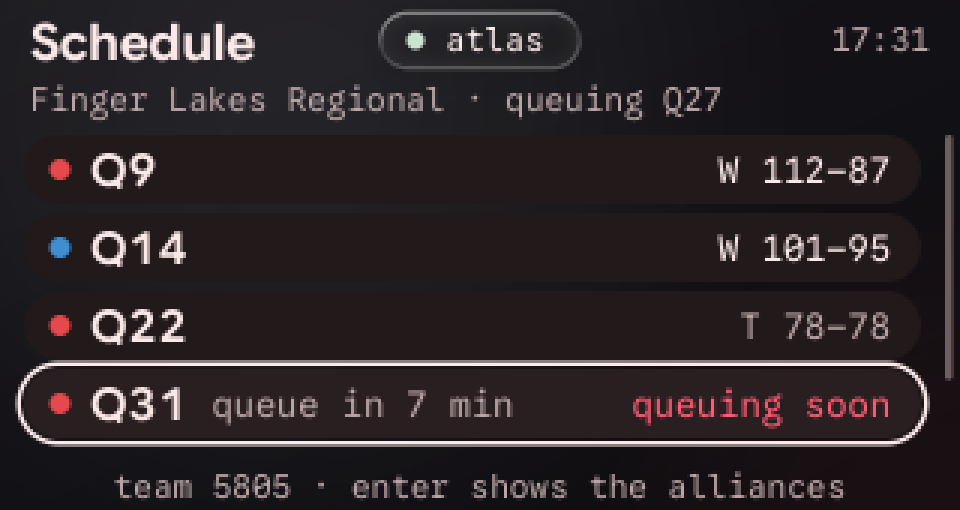 Schedule atlas 17:31
Finger Lakes Regional · queuing Q27
Q9 W 112–87
Q14 W 101–95
Q22 T 78–78
Q31 queue in 7 min queuing soon
team 5805 · enter shows the alliances